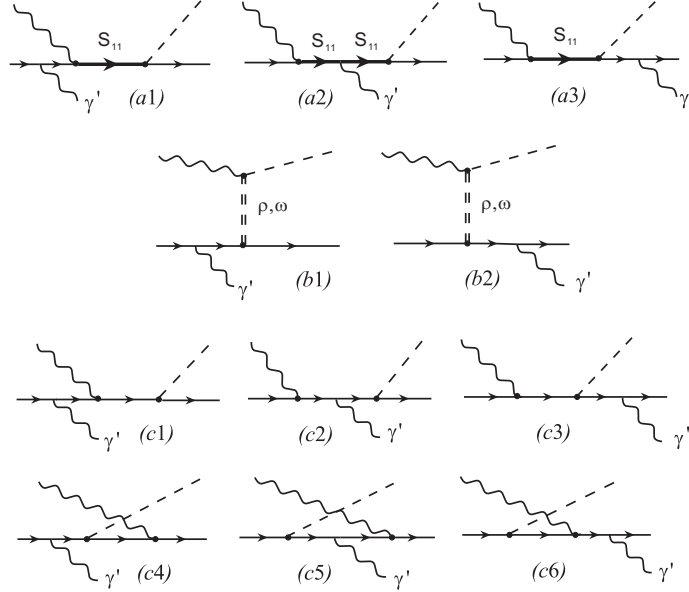 S₁₁ S₁₁ S₁₁ S₁₁
γ' (a1) γ' (a2) (a3) γ
ρ,ω ρ,ω
γ' (b1) (b2) γ'
γ' (c1) (c2) γ' (c3) γ'
γ' (c4) (c5) γ' (c6) γ'